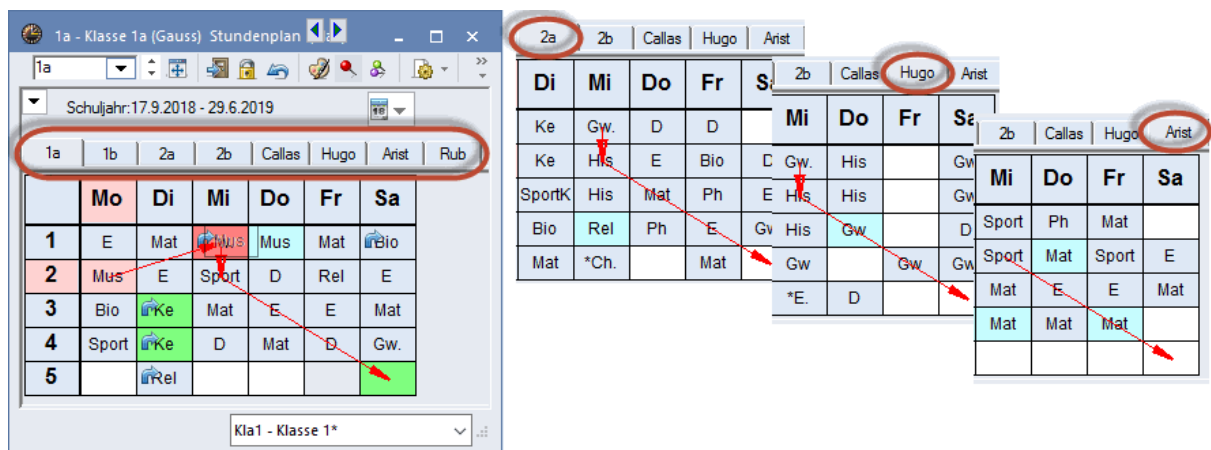 1a - Klasse 1a (Gauss) Stundenplan
1a
Schuljahr:17.9.2018 - 29.6.2019
18
1a 1b 2a 2b Callas Hugo Arist Rub
Mo Di Mi Do Fr Sa
1 E Mat Mus Mus Mat Bio
2 Mus E Sport D Rel E
3 Bio Ke Mat E E Mat
4 Sport Ke D Mat D Gw.
5 Rel
Kla1 - Klasse 1*
2a 2b Callas Hugo Arist
Di Mi Do Fr
Ke Gw. D D
Ke His E Bio D
SportK His Mat Ph E
Bio Rel Ph E
Mat *Ch. Mat
2b Callas Hugo Arist
Mi Do Fr Sa
Gw. His
His His
His Gw D
Gw Gw
*E. D
2b Callas Hugo Arist
Mi Do Fr Sa
Sport Ph Mat
Sport Mat Sport E
Mat E E Mat
Mat Mat Mat